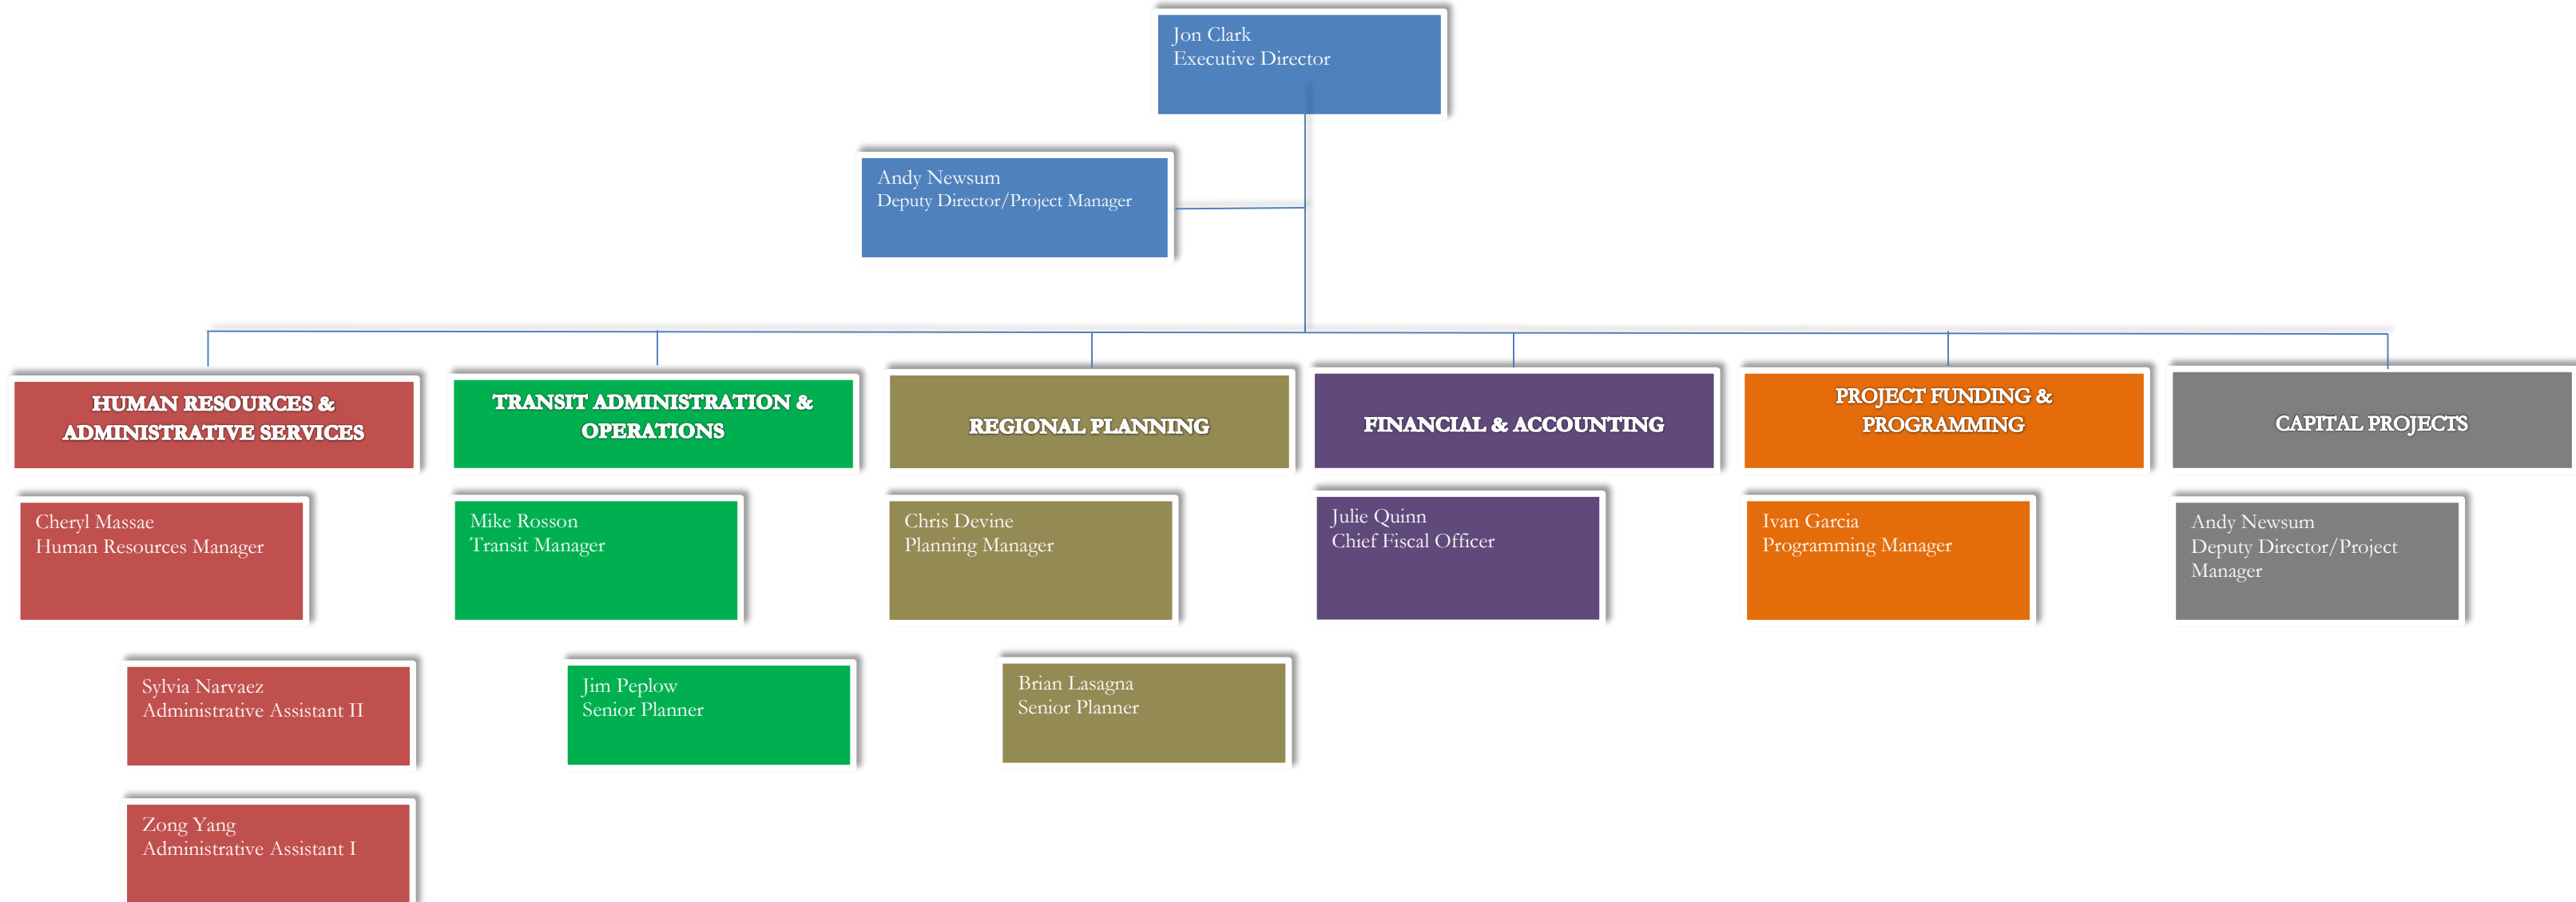 Jon Clark
Executive Director
Andy Newsum
Deputy Director/Project Manager
HUMAN RESOURCES &
ADMINISTRATIVE SERVICES
TRANSIT ADMINISTRATION &
OPERATIONS
REGIONAL PLANNING
FINANCIAL & ACCOUNTING
PROJECT FUNDING &
PROGRAMMING
CAPITAL PROJECTS
Cheryl Massae
Human Resources Manager
Mike Rosson
Transit Manager
Chris Devine
Planning Manager
Julie Quinn
Chief Fiscal Officer
Ivan Garcia
Programming Manager
Andy Newsum
Deputy Director/Project
Manager
Sylvia Narvaez
Administrative Assistant II
Jim Peplow
Senior Planner
Brian Lasagna
Senior Planner
Zong Yang
Administrative Assistant I